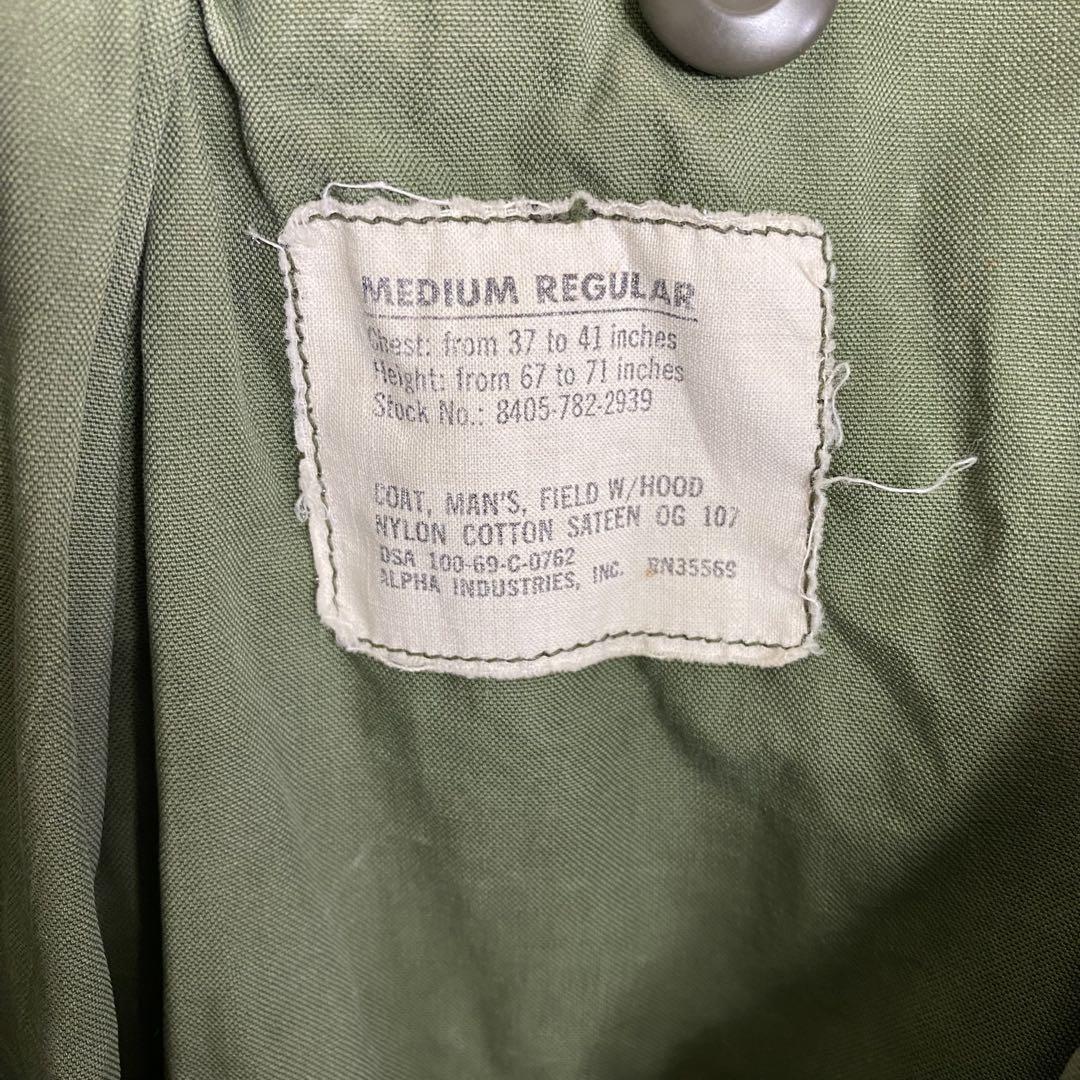 MEDIUM REGULAR
Chest: from 37 to 41 inches
Height: from 67 to 71 inches
Stock No.: 8405-782-2939
COAT, MAN'S, FIELD W/HOOD
NYLON COTTON SATEEN OG 107
DSA 100-69-C-0762
ALPHA INDUSTRIES, INC. RN35569